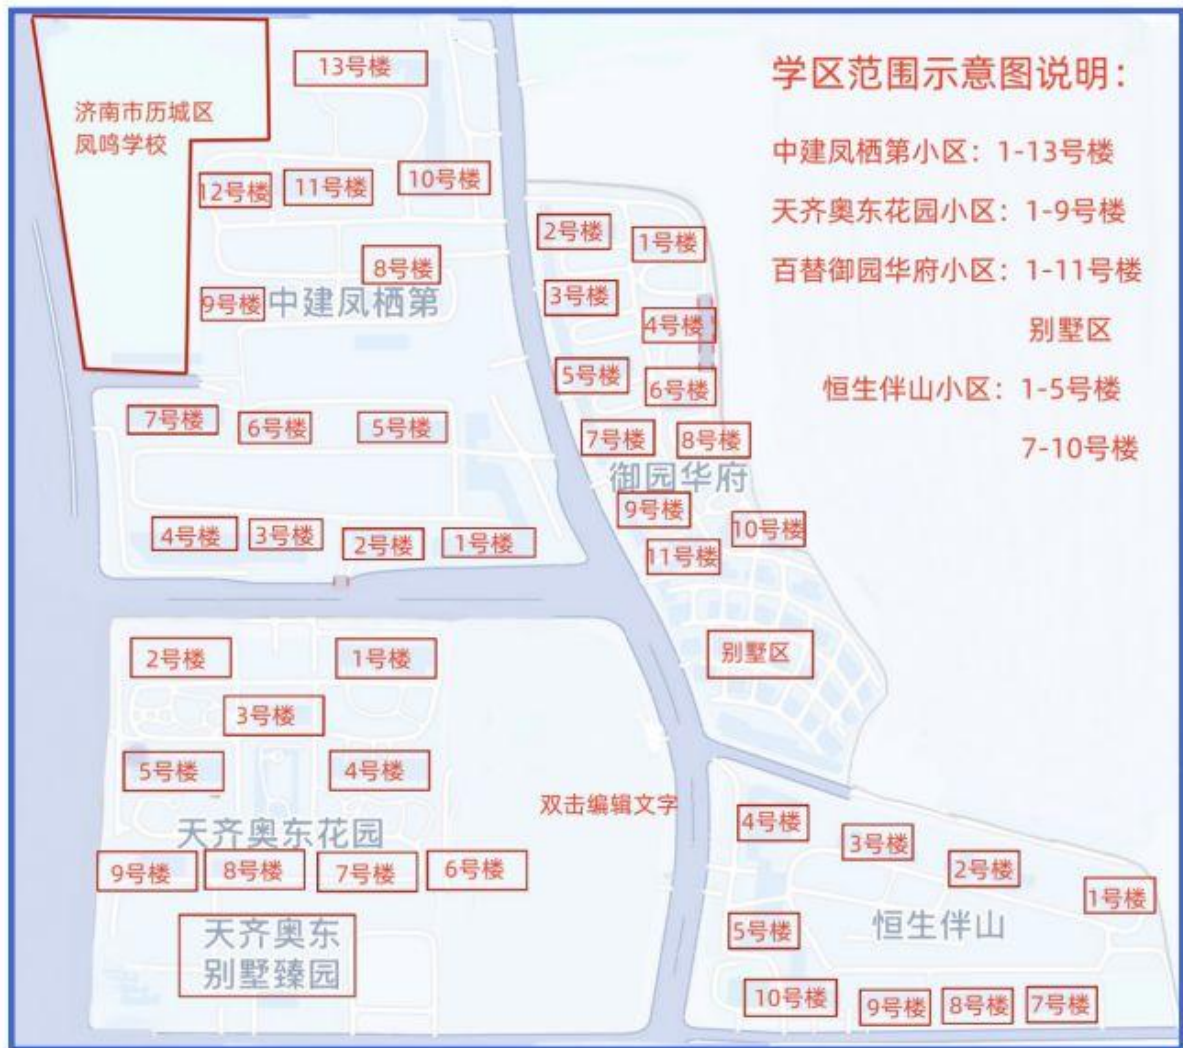 学区范围示意图说明：
中建凤栖第小区：1-13号楼
天齐奥东花园小区：1-9号楼
百替御园华府小区：1-11号楼
别墅区
恒生伴山小区：1-5号楼
7-10号楼
济南市历城区
凤鸣学校
13号楼
12号楼
11号楼
10号楼
8号楼
9号楼
中建凤栖第
7号楼
6号楼
5号楼
4号楼
3号楼
2号楼
1号楼
2号楼
1号楼
3号楼
4号楼
5号楼
6号楼
7号楼
8号楼
御园华府
9号楼
10号楼
11号楼
别墅区
2号楼
1号楼
3号楼
5号楼
4号楼
天齐奥东花园
9号楼
8号楼
7号楼
6号楼
天齐奥东
别墅臻园
双击编辑文字
4号楼
3号楼
2号楼
1号楼
5号楼
恒生伴山
10号楼
9号楼
8号楼
7号楼